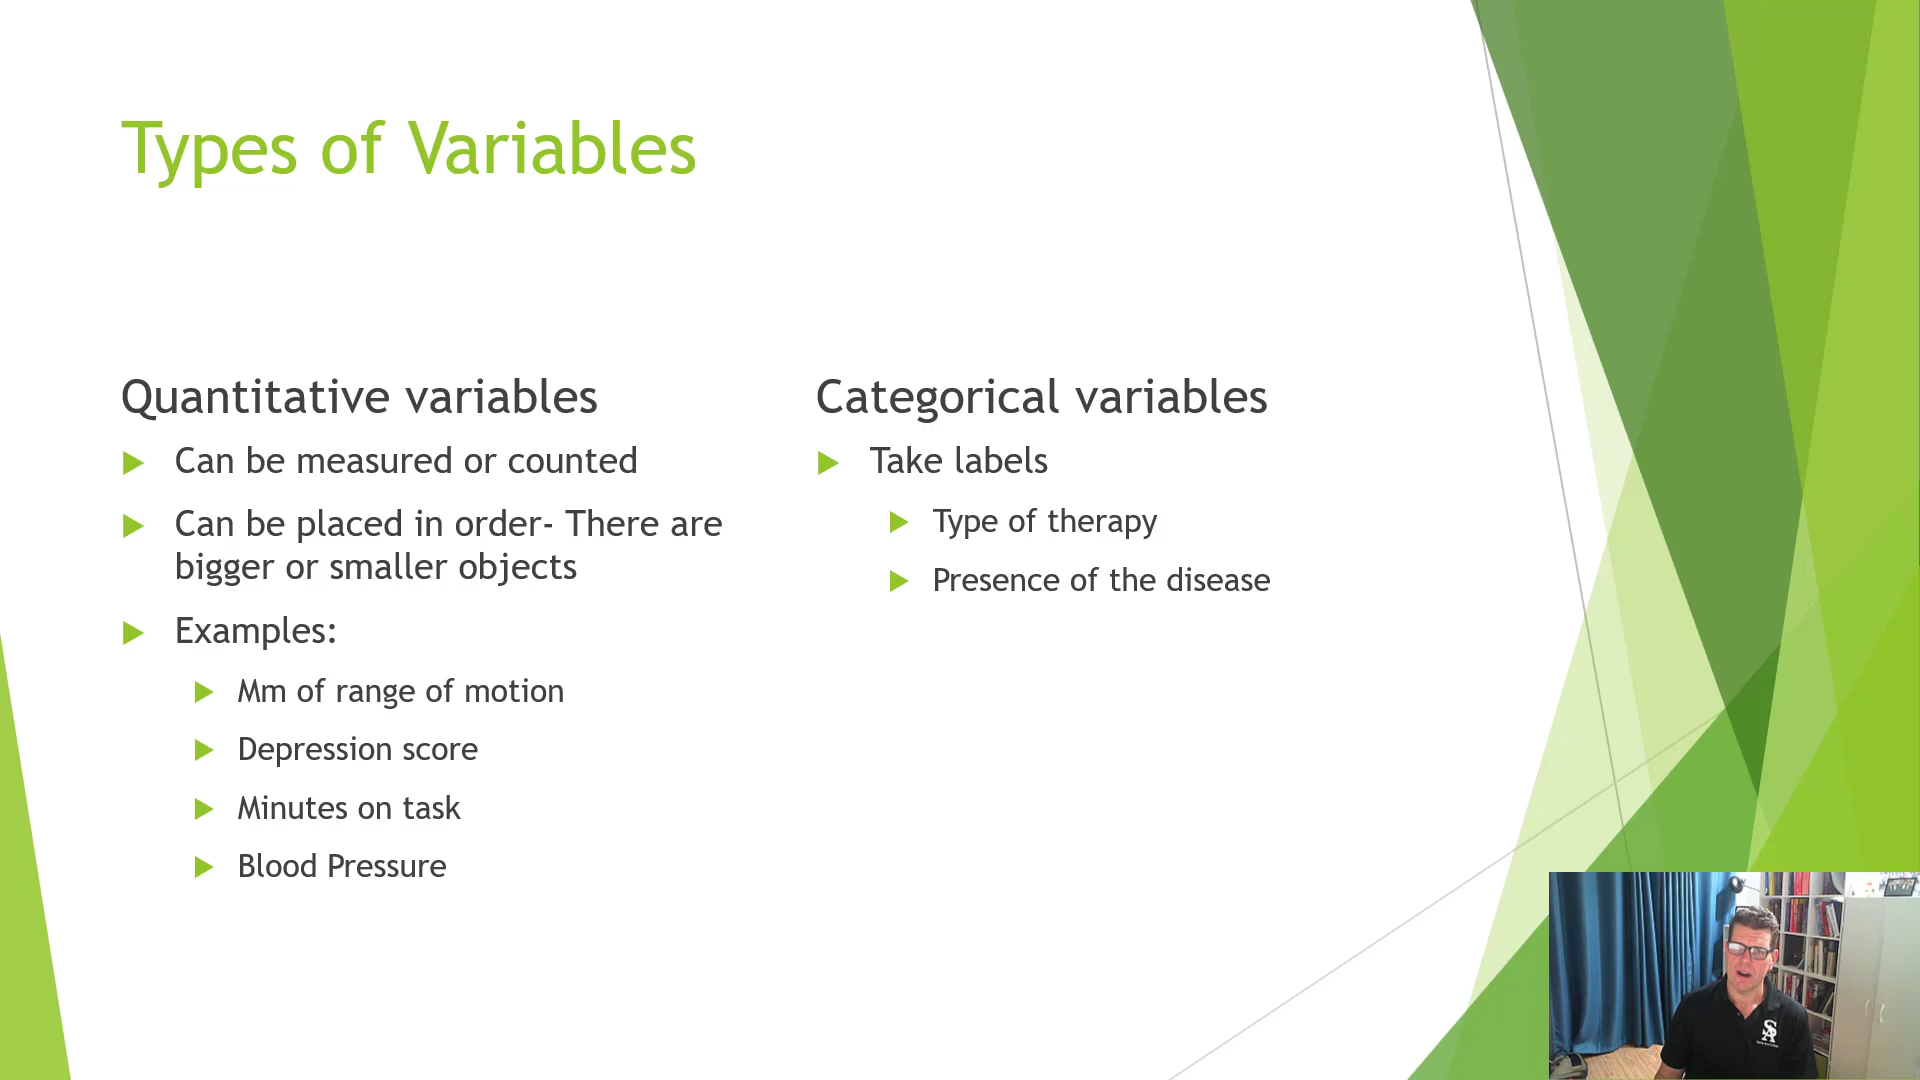 Types of Variables
Quantitative variables
Can be measured or counted
Can be placed in order- There are
bigger or smaller objects
Examples:
Mm of range of motion
Depression score
Minutes on task
Blood Pressure
Categorical variables
Take labels
Type of therapy
Presence of the disease
SA